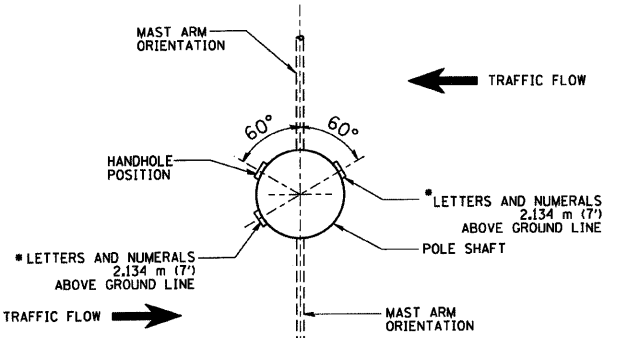 MAST ARM
ORIENTATION
TRAFFIC FLOW
60°
60°
HANDHOLE
POSITION
*LETTERS AND NUMERALS
2.134 m (7')
ABOVE GROUND LINE
POLE SHAFT
*LETTERS AND NUMERALS
2.134 m (7')
ABOVE GROUND LINE
TRAFFIC FLOW
MAST ARM
ORIENTATION